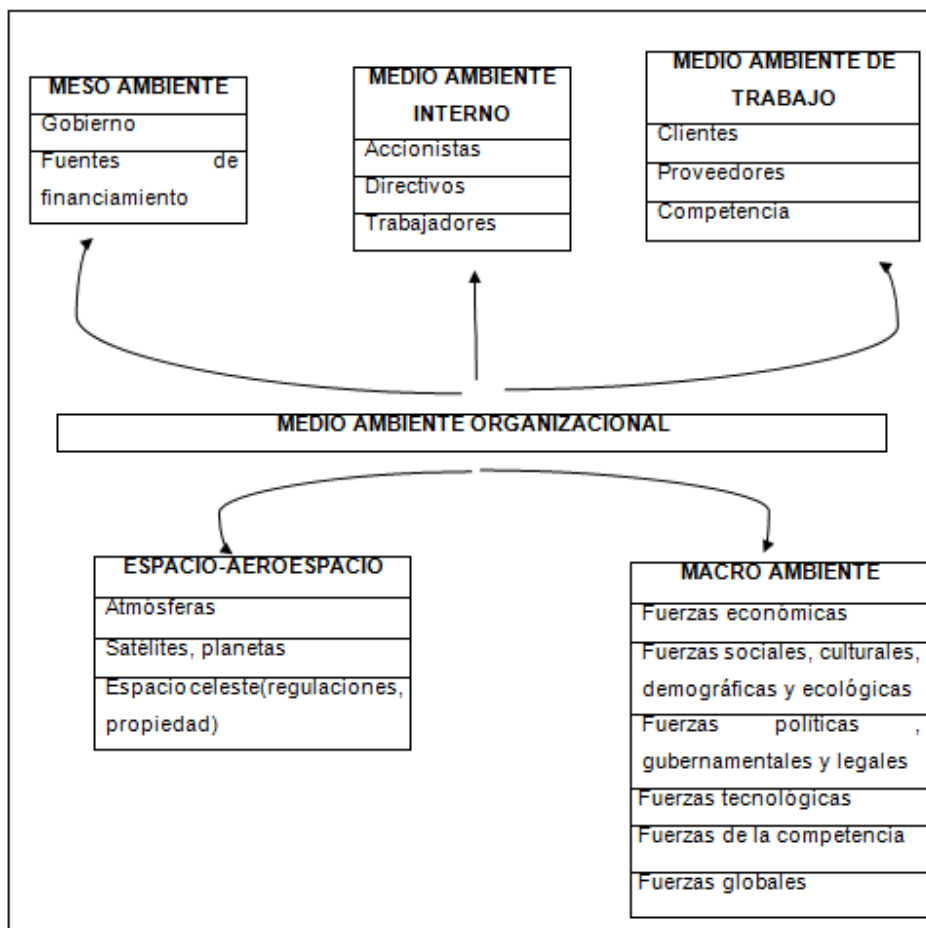 MESO AMBIENTE
Gobierno
Fuentes de
financiamiento
MEDIO AMBIENTE
INTERNO
Accionistas
Directivos
Trabajadores
MEDIO AMBIENTE DE
TRABAJO
Clientes
Proveedores
Competencia
MEDIO AMBIENTE ORGANIZACIONAL
ESPACIO-AEROESPACIO
Atmósferas
Satélites, planetas
Espacio celeste(regulaciones,
propiedad)
MACRO AMBIENTE
Fuerzas económicas
Fuerzas sociales, culturales,
demográficas y ecológicas
Fuerzas políticas ,
gubernamentales y legales
Fuerzas tecnológicas
Fuerzas de la competencia
Fuerzas globales